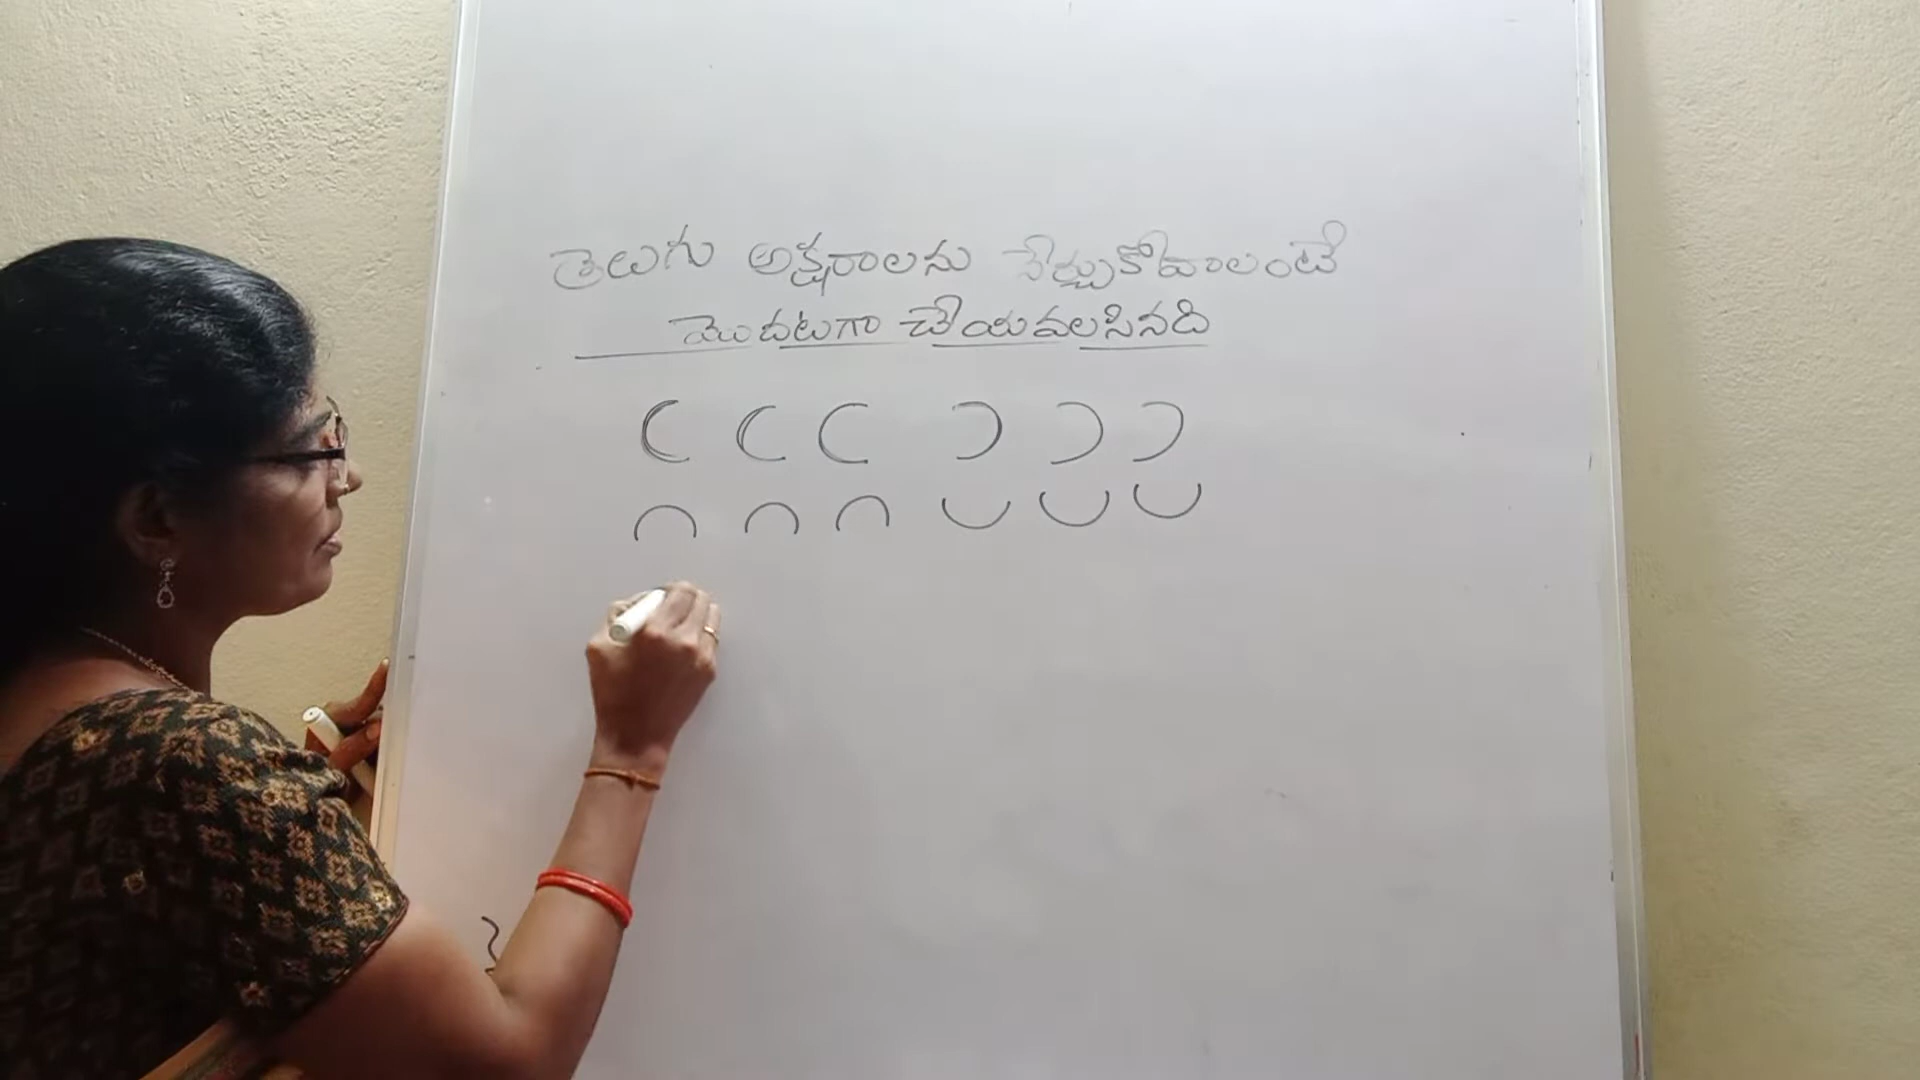 తెలుగు అక్షరాలను నేర్చుకోవాలంటే
మొదటగా చేయవలసినది